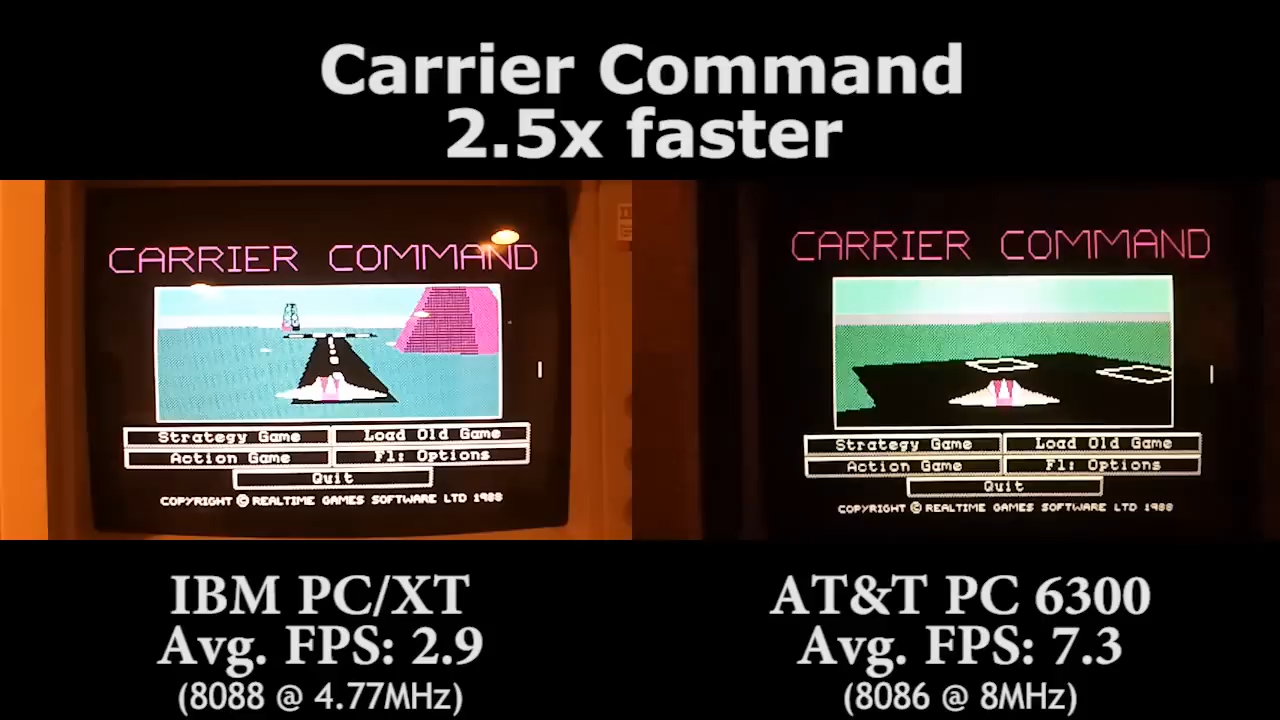 Carrier Command
2.5x faster
CARRIER COMMAND
Strategy Game
Load Old Game
Action Game
F1: Options
Quit
COPYRIGHT © REALTIME GAMES SOFTWARE LTD 1988
CARRIER COMMAND
Strategy Game
Load Old Game
Action Game
F1: Options
Quit
COPYRIGHT © REALTIME GAMES SOFTWARE LTD 1988
IBM PC/XT
Avg. FPS: 2.9
(8088 @ 4.77MHz)
AT&T PC 6300
Avg. FPS: 7.3
(8086 @ 8MHz)